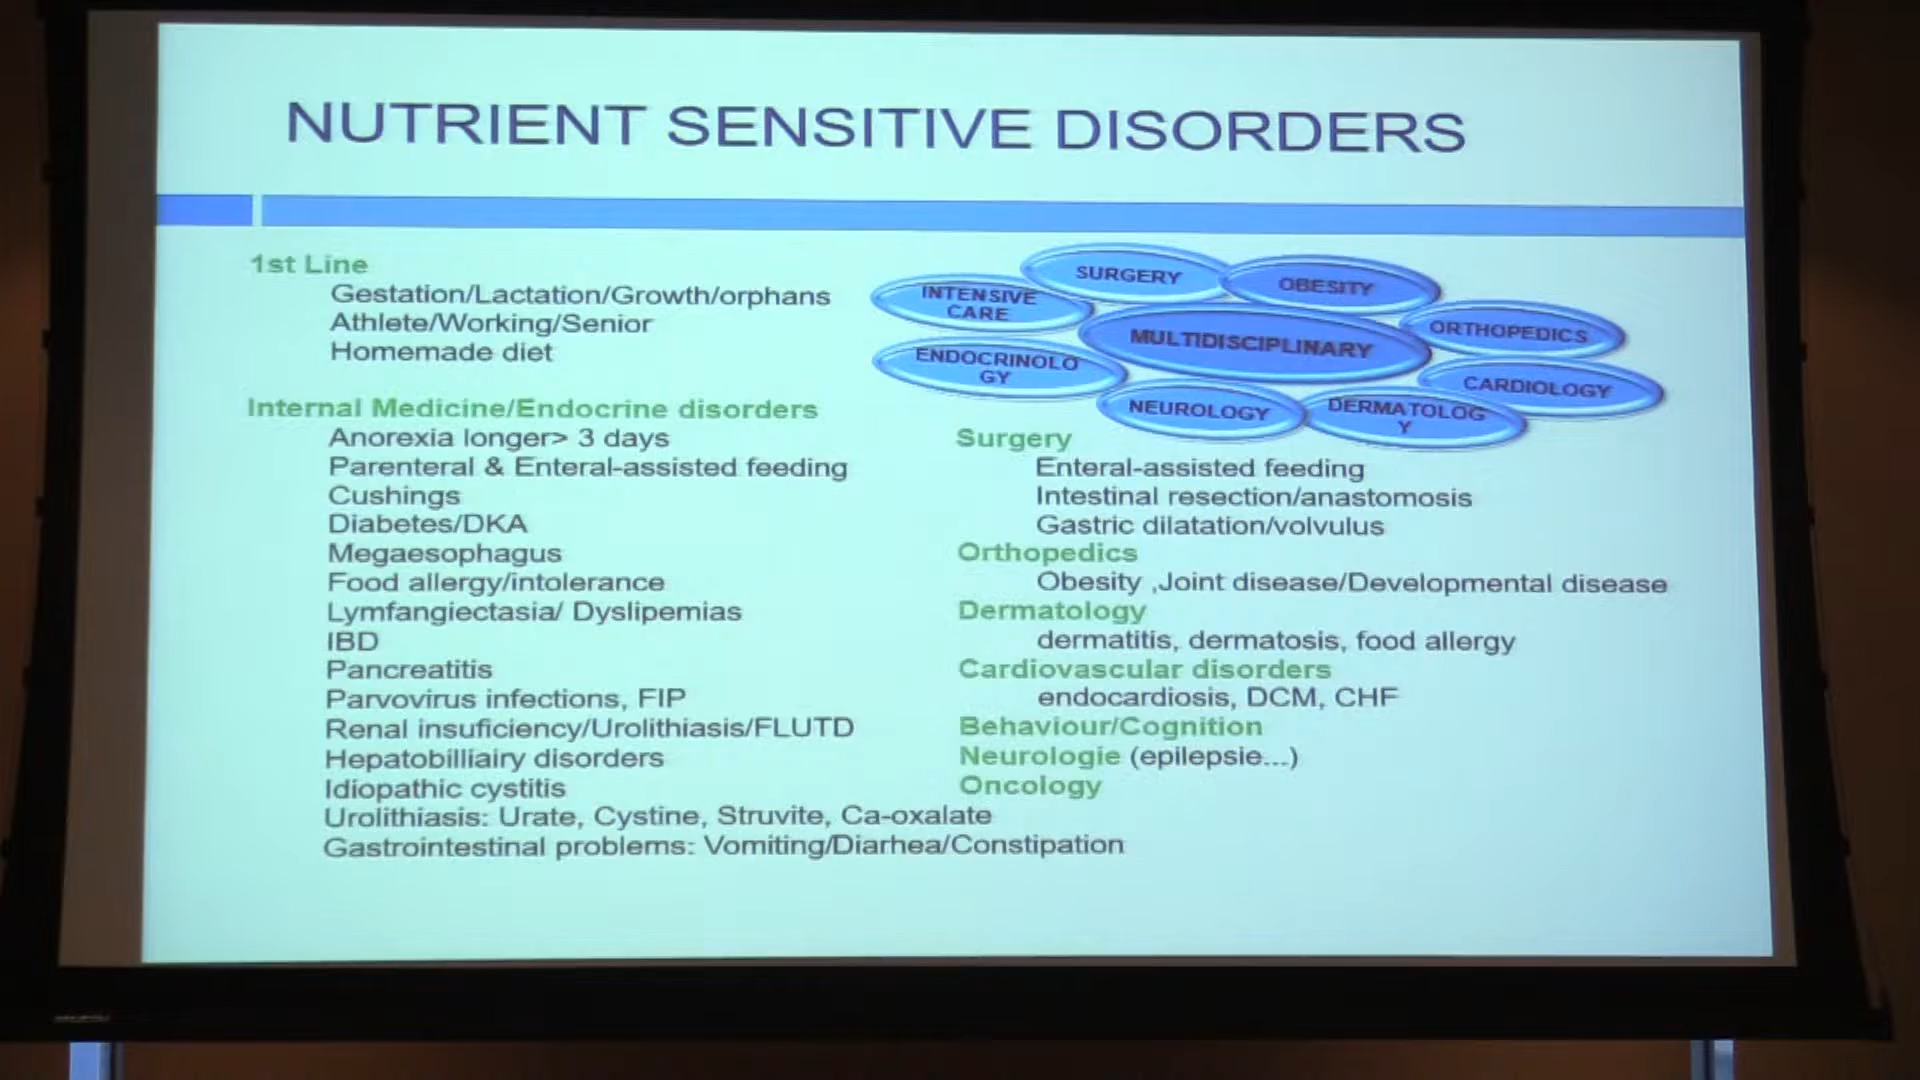 NUTRIENT SENSITIVE DISORDERS
1st Line
Gestation/Lactation/Growth/orphans
Athlete/Working/Senior
Homemade diet
Internal Medicine/Endocrine disorders
Anorexia longer> 3 days
Parenteral & Enteral-assisted feeding
Cushings
Diabetes/DKA
Megaesophagus
Food allergy/intolerance
Lymfangiectasia/ Dyslipemias
IBD
Pancreatitis
Parvovirus infections, FIP
Renal insuficiency/Urolithiasis/FLUTD
Hepatobilliairy disorders
Idiopathic cystitis
Urolithiasis: Urate, Cystine, Struvite, Ca-oxalate
Gastrointestinal problems: Vomiting/Diarhea/Constipation
SURGERY
OBESITY
INTENSIVE
CARE
ORTHOPEDICS
MULTIDISCIPLINARY
ENDOCRINOLO
GY
CARDIOLOGY
NEUROLOGY
DERMATOLOG
Y
Surgery
Enteral-assisted feeding
Intestinal resection/anastomosis
Gastric dilatation/volvulus
Orthopedics
Obesity ,Joint disease/Developmental disease
Dermatology
dermatitis, dermatosis, food allergy
Cardiovascular disorders
endocardiosis, DCM, CHF
Behaviour/Cognition
Neurologie (epilepsie...)
Oncology